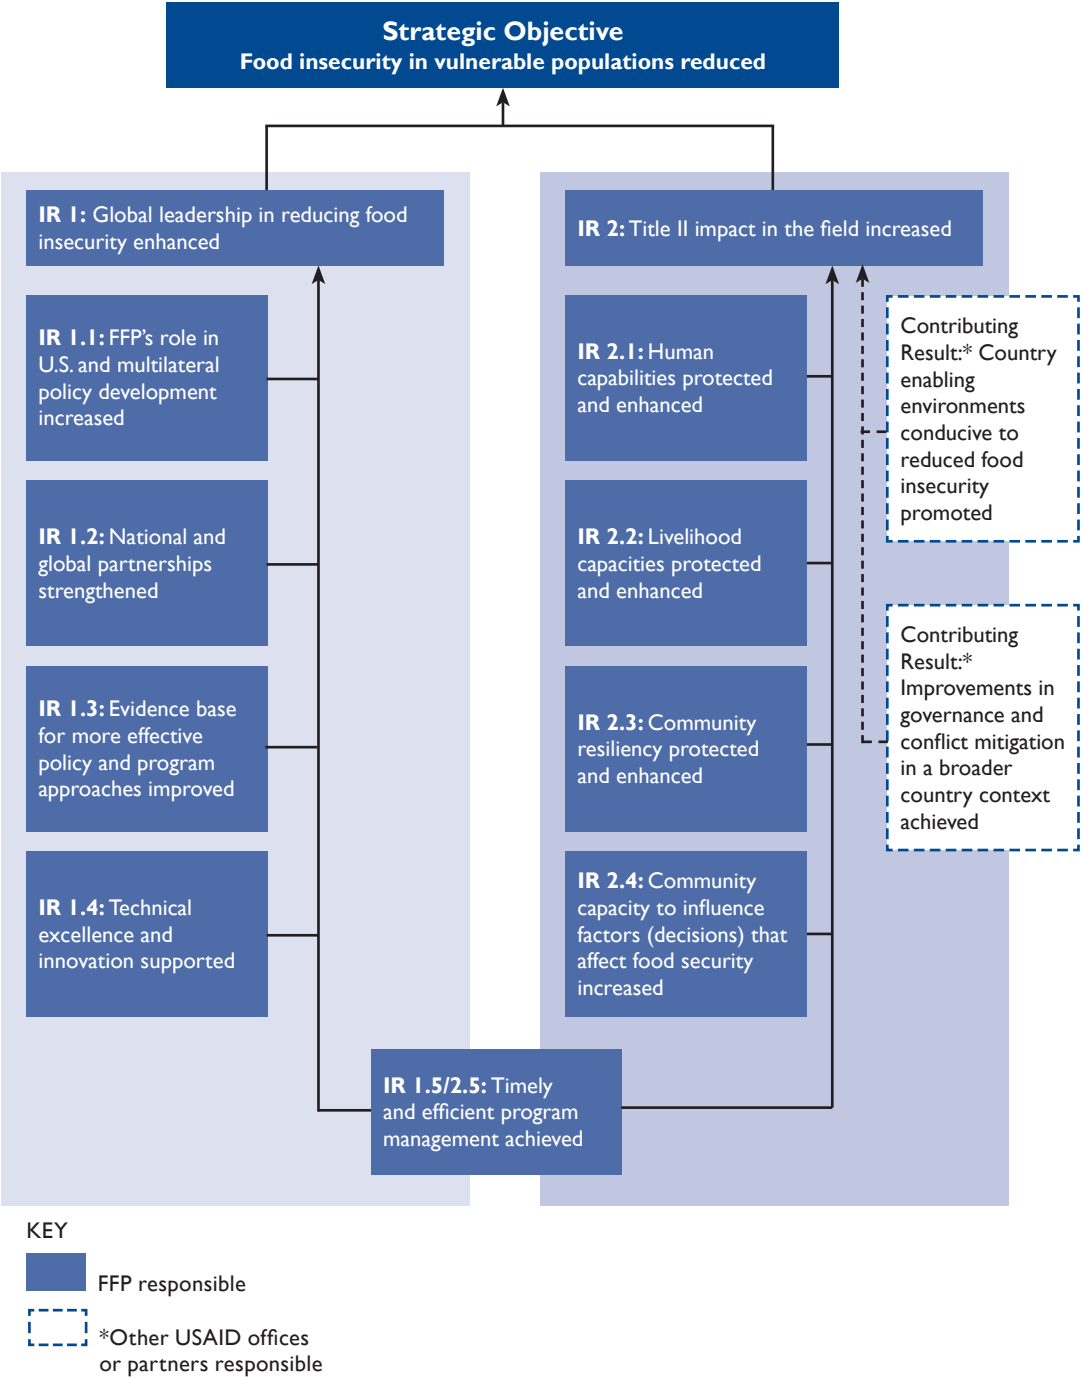 Strategic Objective
Food insecurity in vulnerable populations reduced
IR 1: Global leadership in reducing food
insecurity enhanced
IR 1.1: FFP’s role in
U.S. and multilateral
policy development
increased
IR 1.2: National and
global partnerships
strengthened
IR 1.3: Evidence base
for more effective
policy and program
approaches improved
IR 1.4: Technical
excellence and
innovation supported
IR 2: Title II impact in the field increased
IR 2.1: Human
capabilities protected
and enhanced
IR 2.2: Livelihood
capacities protected
and enhanced
IR 2.3: Community
resiliency protected
and enhanced
IR 2.4: Community
capacity to influence
factors (decisions) that
affect food security
increased
Contributing
Result:* Country
enabling
environments
conducive to
reduced food
insecurity
promoted
Contributing
Result:*
Improvements in
governance and
conflict mitigation
in a broader
country context
achieved
IR 1.5/2.5: Timely
and efficient program
management achieved
KEY
FFP responsible
*Other USAID offices
or partners responsible